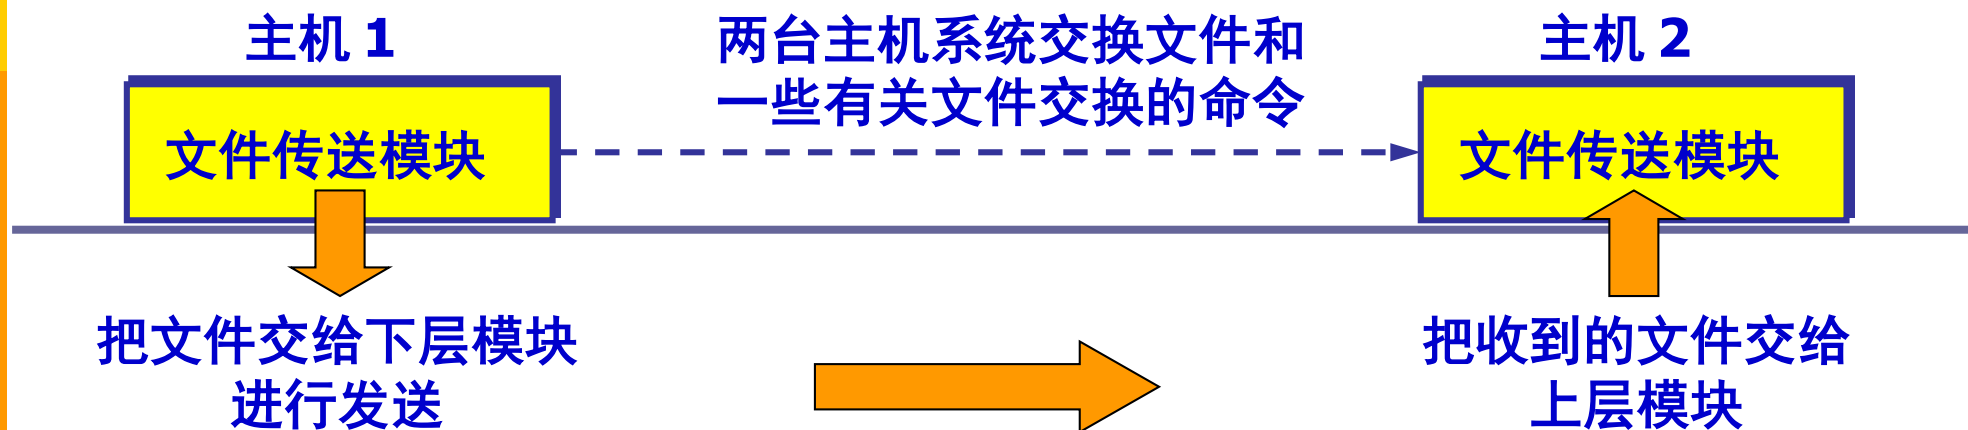 主机 1
两台主机系统交换文件和
一些有关文件交换的命令
主机 2
文件传送模块
文件传送模块
把文件交给下层模块
进行发送
把收到的文件交给
上层模块